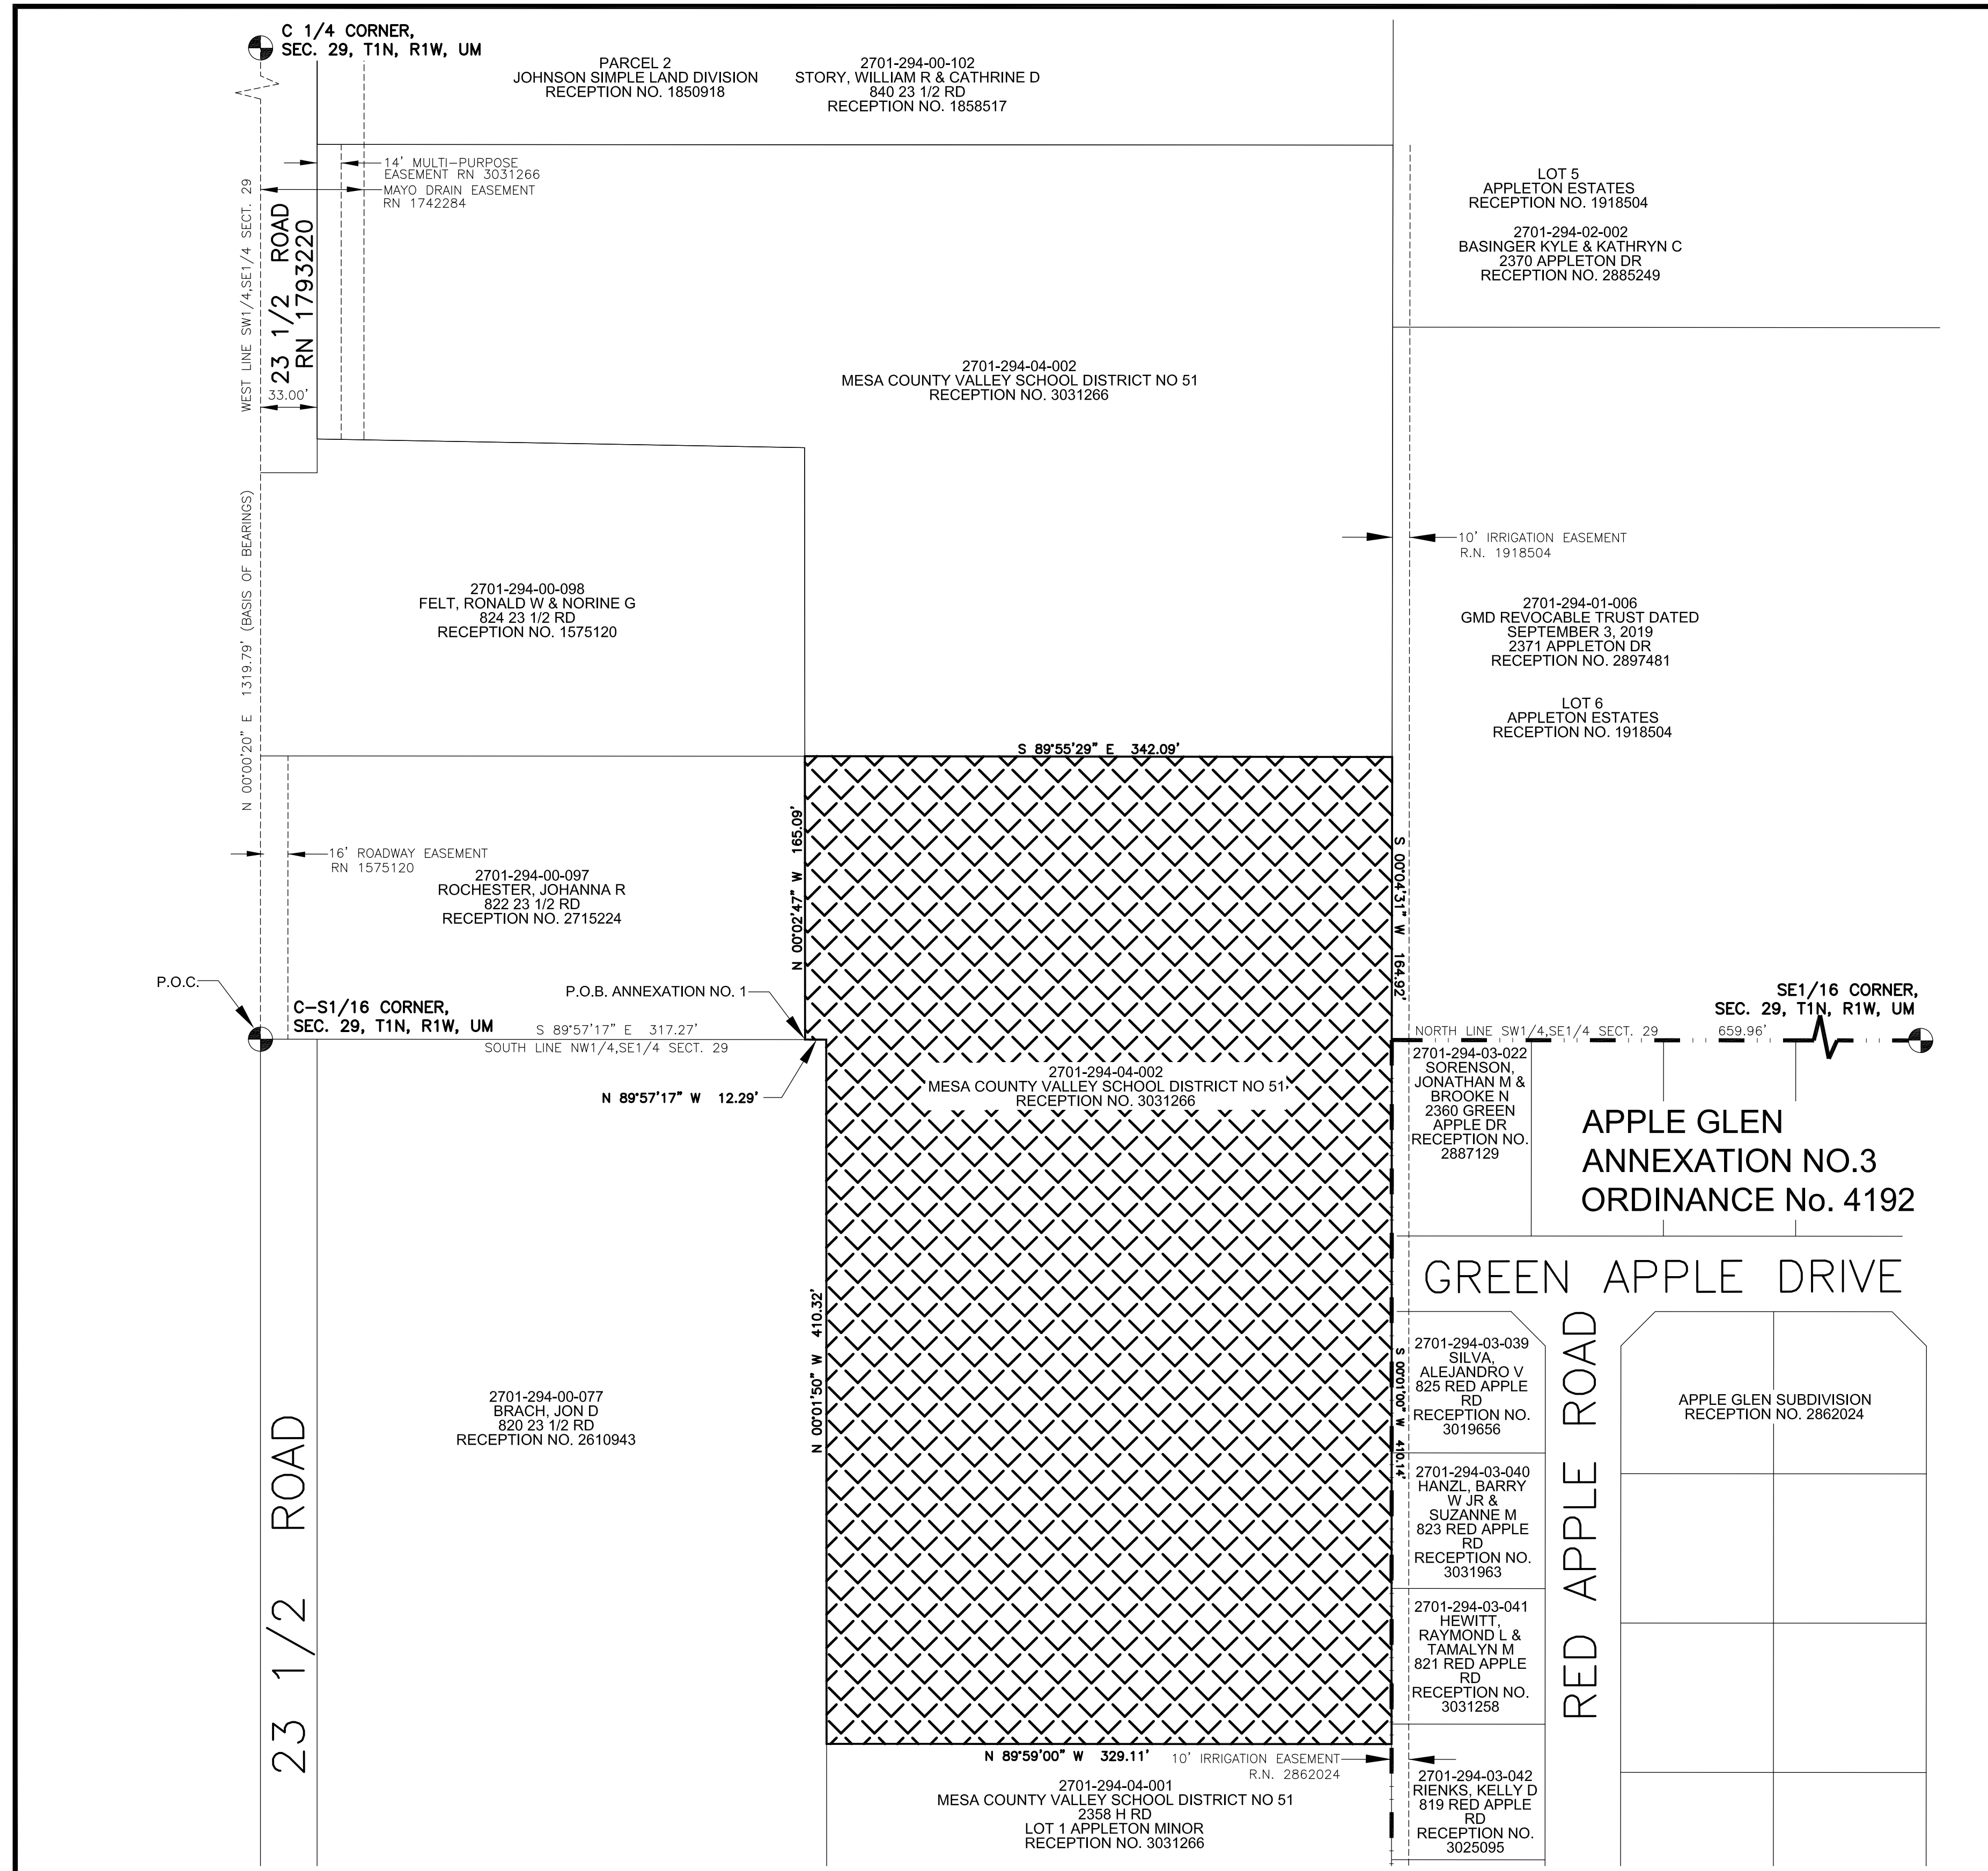 C 1/4 CORNER,
SEC. 29, T1N, R1W, UM
PARCEL 2
JOHNSON SIMPLE LAND DIVISION
RECEPTION NO. 1850918
2701-294-00-102
STORY, WILLIAM R & CATHRINE D
840 23 1/2 RD
RECEPTION NO. 1858517
14' MULTI-PURPOSE
EASEMENT RN 3031266
MAYO DRAIN EASEMENT
RN 1742284
WEST LINE SW1/4,SE1/4 SECT. 29
23 1/2 ROAD
RN 1793220
33.00'
LOT 5
APPLETON ESTATES
RECEPTION NO. 1918504
2701-294-02-002
BASINGER KYLE & KATHRYN C
2370 APPLETON DR
RECEPTION NO. 2885249
2701-294-04-002
MESA COUNTY VALLEY SCHOOL DISTRICT NO 51
RECEPTION NO. 3031266
N 00°00'20" E 1319.79' (BASIS OF BEARINGS)
10' IRRIGATION EASEMENT
R.N. 1918504
2701-294-00-098
FELT, RONALD W & NORINE G
824 23 1/2 RD
RECEPTION NO. 1575120
2701-294-01-006
GMD REVOCABLE TRUST DATED
SEPTEMBER 3, 2019
2371 APPLETON DR
RECEPTION NO. 2897481
LOT 6
APPLETON ESTATES
RECEPTION NO. 1918504
S 89°55'29" E 342.09'
N 00°02'47" W 165.09'
S 00°04'31" W 164.92'
16' ROADWAY EASEMENT
RN 1575120
2701-294-00-097
ROCHESTER, JOHANNA R
822 23 1/2 RD
RECEPTION NO. 2715224
P.O.C.
P.O.B. ANNEXATION NO. 1
C-S1/16 CORNER,
SEC. 29, T1N, R1W, UM
S 89°57'17" E 317.27'
SOUTH LINE NW1/4,SE1/4 SECT. 29
N 89°57'17" W 12.29'
SE1/16 CORNER,
SEC. 29, T1N, R1W, UM
NORTH LINE SW1/4,SE1/4 SECT. 29 659.96'
2701-294-04-002
MESA COUNTY VALLEY SCHOOL DISTRICT NO 51
RECEPTION NO. 3031266
2701-294-03-022
SORENSON,
JONATHAN M &
BROOKE N
2360 GREEN
APPLE DR
RECEPTION NO.
2887129
APPLE GLEN
ANNEXATION NO.3
ORDINANCE No. 4192
GREEN APPLE DRIVE
N 00°01'50" W 410.32'
S 00°01'00" W 410.14'
2701-294-03-039
SILVA,
ALEJANDRO V
825 RED APPLE
RD
RECEPTION NO.
3019656
RED APPLE ROAD
APPLE GLEN SUBDIVISION
RECEPTION NO. 2862024
2701-294-00-077
BRACH, JON D
820 23 1/2 RD
RECEPTION NO. 2610943
23 1/2 ROAD
2701-294-03-040
HANZL, BARRY
W JR &
SUZANNE M
823 RED APPLE
RD
RECEPTION NO.
3031963
2701-294-03-041
HEWITT,
RAYMOND L &
TAMALYN M
821 RED APPLE
RD
RECEPTION NO.
3031258
N 89°59'00" W 329.11'
10' IRRIGATION EASEMENT
R.N. 2862024
2701-294-04-001
MESA COUNTY VALLEY SCHOOL DISTRICT NO 51
2358 H RD
LOT 1 APPLETON MINOR
RECEPTION NO. 3031266
2701-294-03-042
RIENKS, KELLY D
819 RED APPLE
RD
RECEPTION NO.
3025095